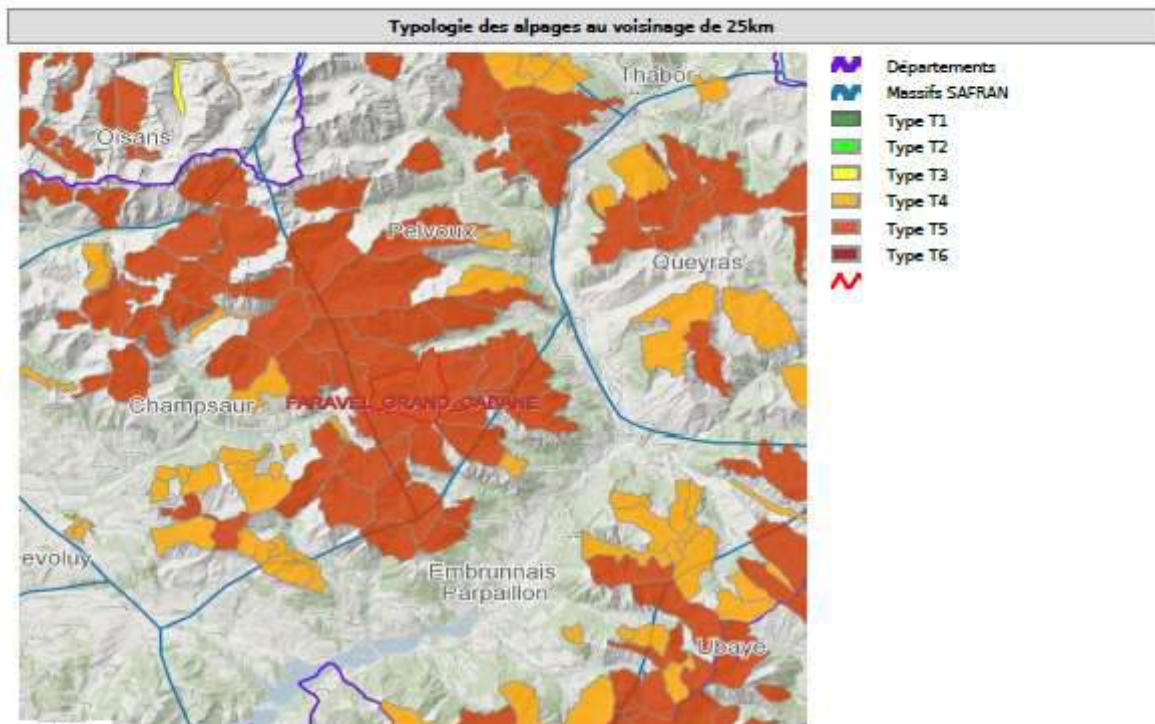 Typologie des alpages au voisinage de 25km
Thabor
Oisans
Pelvoux
Queyras
Champsaur
FARAVEL_GRAND_CABANE
evoluy
Embrunnais
Parpaillon
Ubaye
Départements
Massifs SAFRAN
Type T1
Type T2
Type T3
Type T4
Type T5
Type T6